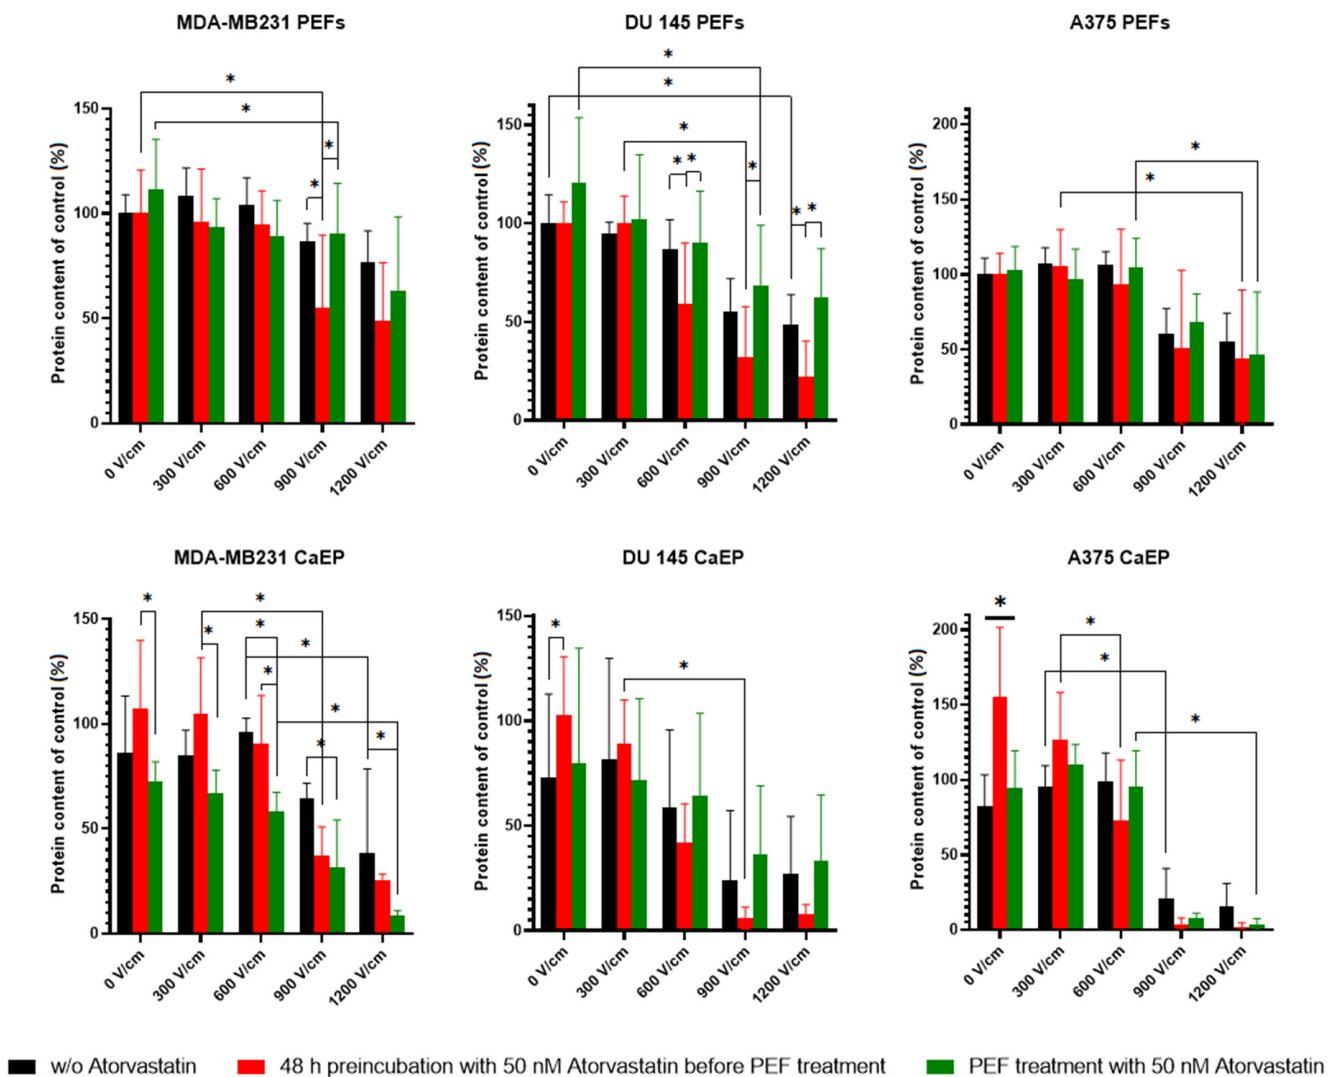 MDA-MB231 PEFs
Protein content of control (%)
150
100
50
0
0 V/cm
300 V/cm
600 V/cm
900 V/cm
1200 V/cm
*
*
*
*
DU 145 PEFs
Protein content of control (%)
150
100
50
0
0 V/cm
300 V/cm
600 V/cm
900 V/cm
1200 V/cm
*
*
*
* *
*
* *
A375 PEFs
Protein content of control (%)
200
150
100
50
0
0 V/cm
300 V/cm
600 V/cm
900 V/cm
1200 V/cm
*
*
MDA-MB231 CaEP
Protein content of control (%)
150
100
50
0
0 V/cm
300 V/cm
600 V/cm
900 V/cm
1200 V/cm
*
*
*
*
*
*
*
*
*
DU 145 CaEP
Protein content of control (%)
150
100
50
0
0 V/cm
300 V/cm
600 V/cm
900 V/cm
1200 V/cm
*
*
A375 CaEP
Protein content of control (%)
200
150
100
50
0
0 V/cm
300 V/cm
600 V/cm
900 V/cm
1200 V/cm
*
*
*
*
w/o Atorvastatin
48 h preincubation with 50 nM Atorvastatin before PEF treatment
PEF treatment with 50 nM Atorvastatin